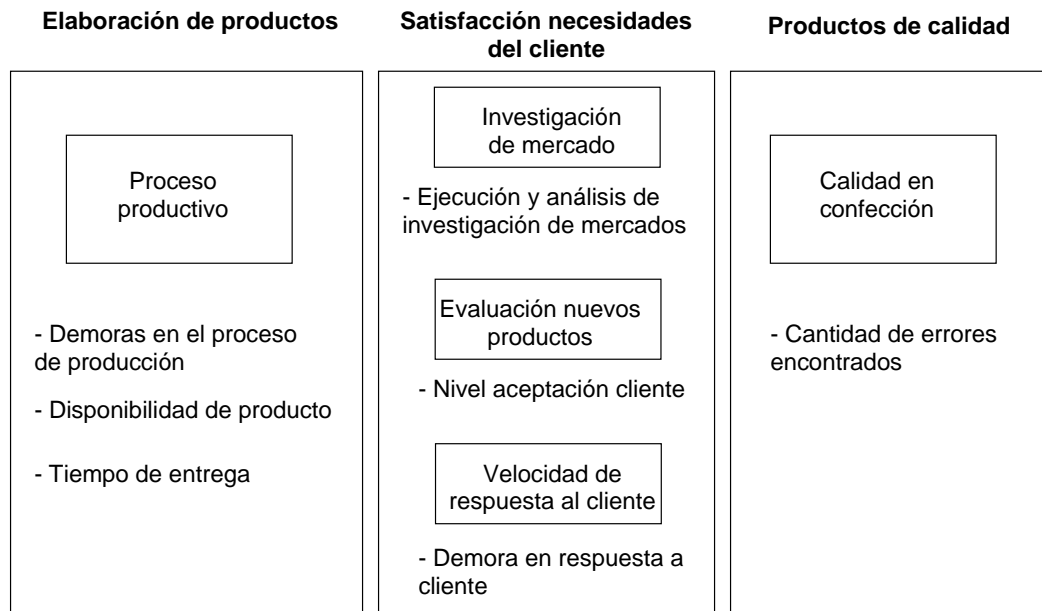 Elaboración de productos
Proceso
productivo
- Demoras en el proceso
de producción
- Disponibilidad de producto
- Tiempo de entrega
Satisfacción necesidades
del cliente
Investigación
de mercado
- Ejecución y análisis de
investigación de mercados
Evaluación nuevos
productos
- Nivel aceptación cliente
Velocidad de
respuesta al cliente
- Demora en respuesta a
cliente
Productos de calidad
Calidad en
confección
- Cantidad de errores
encontrados